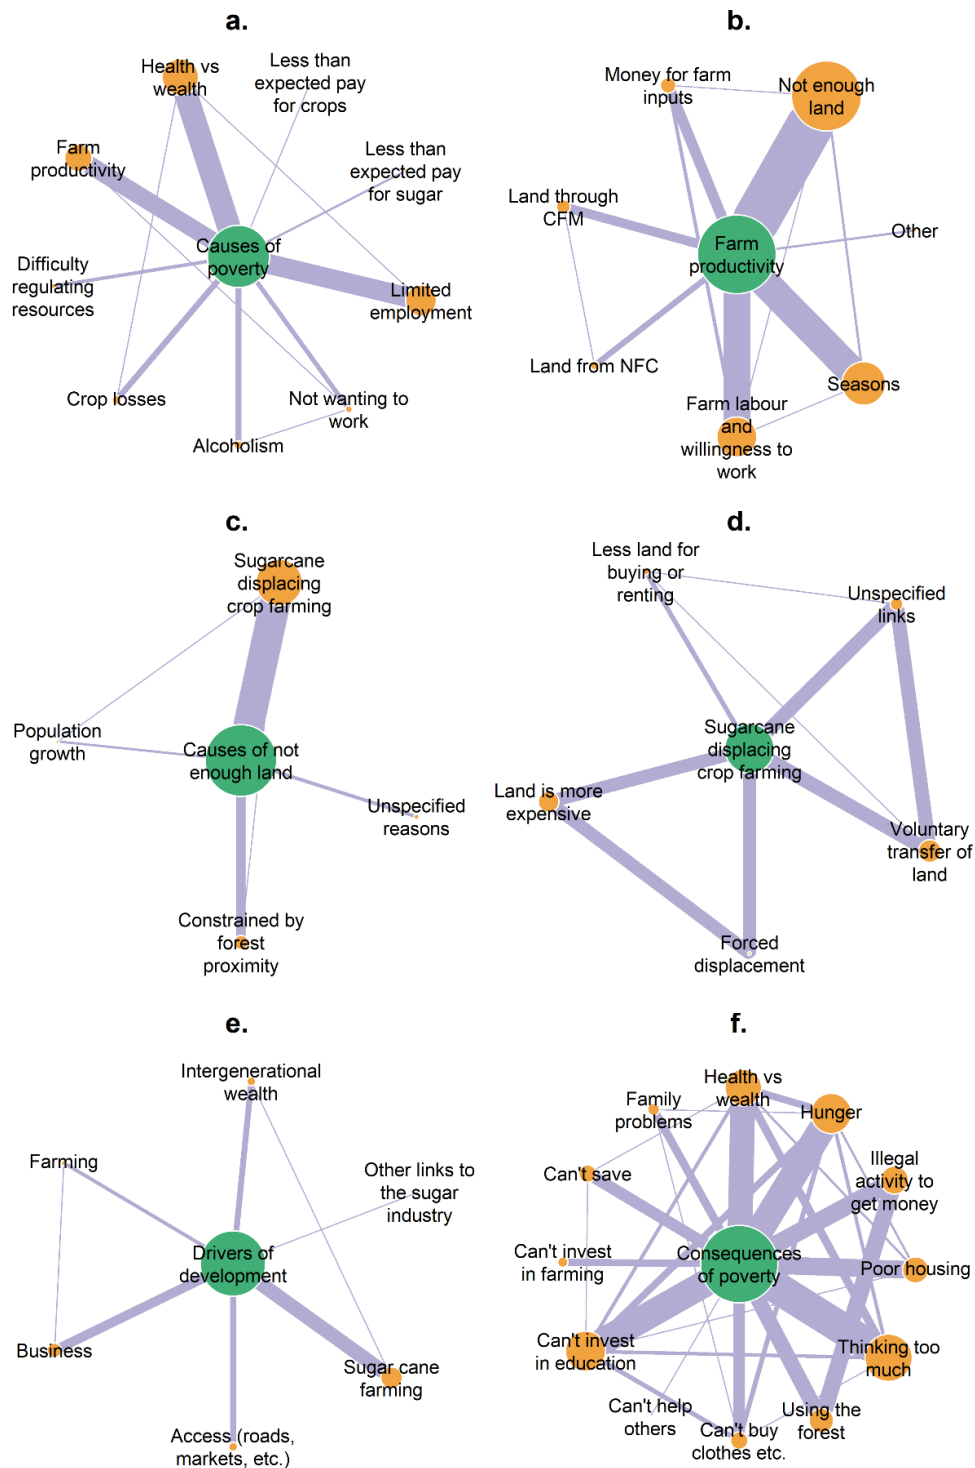 a.
Health vs
wealth
Less than
expected pay
for crops
Farm
productivity
Less than
expected pay
for sugar
Causes of
poverty
Difficulty
regulating
resources
Limited
employment
Crop losses
Not wanting to
work
Alcoholism
b.
Money for farm
inputs
Not enough
land
Land through
CFM
Other
Farm
productivity
Land from NFC
Seasons
Farm labour
and
willingness to
work
c.
Sugarcane
displacing
crop farming
Population
growth
Causes of not
enough land
Unspecified
reasons
Constrained by
forest
proximity
d.
Less land for
buying or
renting
Unspecified
links
Sugarcane
displacing
crop farming
Land is more
expensive
Voluntary
transfer of
land
Forced
displacement
e.
Intergenerational
wealth
Farming
Other links to
the sugar
industry
Drivers of
development
Business
Sugar cane
farming
Access (roads,
markets, etc.)
f.
Health vs
wealth
Family
problems
Hunger
Can't save
Illegal
activity to
get money
Can't invest
in farming
Consequences
of poverty
Poor housing
Can't invest
in education
Thinking too
much
Can't help
others
Can't buy
clothes etc.
Using the
forest